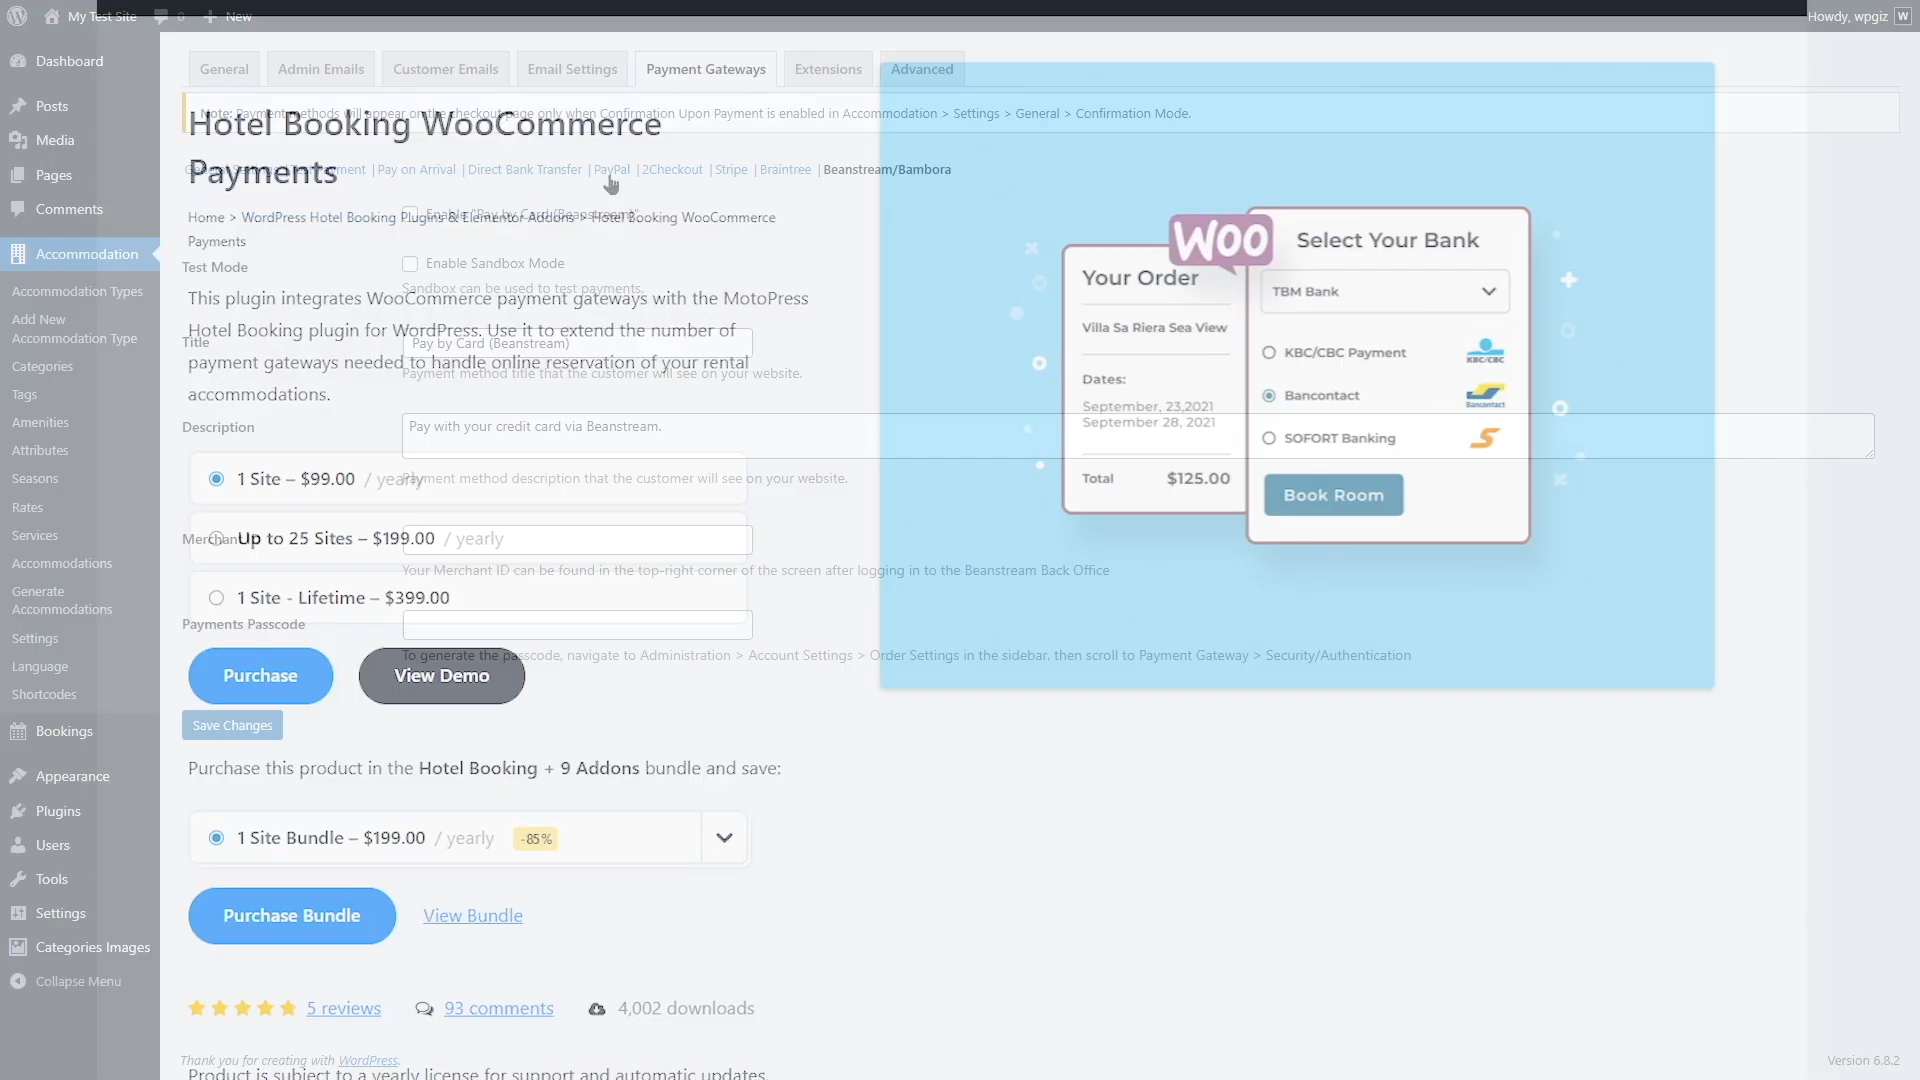 My Test Site
0
New
Howdy, wpgiz
Dashboard
Posts
Media
Pages
Comments
Accommodation
Accommodation Types
Add New
Accommodation Type
Categories
Tags
Amenities
Attributes
Seasons
Rates
Services
Accommodations
Generate
Accommodations
Settings
Language
Shortcodes
Bookings
Appearance
Plugins
Users
Tools
Settings
Categories Images
Collapse Menu
General
Admin Emails
Customer Emails
Email Settings
Payment Gateways
Extensions
Advanced
Note: Payment methods will appear on the checkout page only when Confirmation Upon Payment is enabled in Accommodation > Settings > General > Confirmation Mode.
Hotel Booking WooCommerce
Payments
General Settings | Test Payment | Pay on Arrival | Direct Bank Transfer | PayPal | 2Checkout | Stripe | Braintree | Beanstream/Bambora
Enable "Pay by Card (Beanstream)"
Home > WordPress Hotel Booking Plugins & Elementor Addons > Hotel Booking WooCommerce
Payments
Test Mode
Enable Sandbox Mode
Sandbox can be used to test payments.
This plugin integrates WooCommerce payment gateways with the MotoPress
Hotel Booking plugin for WordPress. Use it to extend the number of
payment gateways needed to handle online reservation of your rental
accommodations.
Title
Pay by Card (Beanstream)
Payment method title that the customer will see on your website.
Description
Pay with your credit card via Beanstream.
Payment method description that the customer will see on your website.
1 Site – $99.00 / yearly
Up to 25 Sites – $199.00 / yearly
1 Site - Lifetime – $399.00
Merchant ID
Your Merchant ID can be found in the top-right corner of the screen after logging in to the Beanstream Back Office
Payments Passcode
To generate the passcode, navigate to Administration > Account Settings > Order Settings in the sidebar, then scroll to Payment Gateway > Security/Authentication
Purchase
View Demo
Save Changes
Purchase this product in the Hotel Booking + 9 Addons bundle and save:
1 Site Bundle – $199.00 / yearly
-85%
Purchase Bundle
View Bundle
5 reviews
93 comments
4,002 downloads
Thank you for creating with WordPress.
Product is subject to a yearly license for support and automatic updates.
Version 6.8.2
WOO
Your Order
Villa Sa Riera Sea View
Dates:
September, 23,2021
September 28, 2021
Total
$125.00
Select Your Bank
TBM Bank
KBC/CBC Payment
KBC/CBC
Bancontact
Bancontact
SOFORT Banking
S
Book Room
W